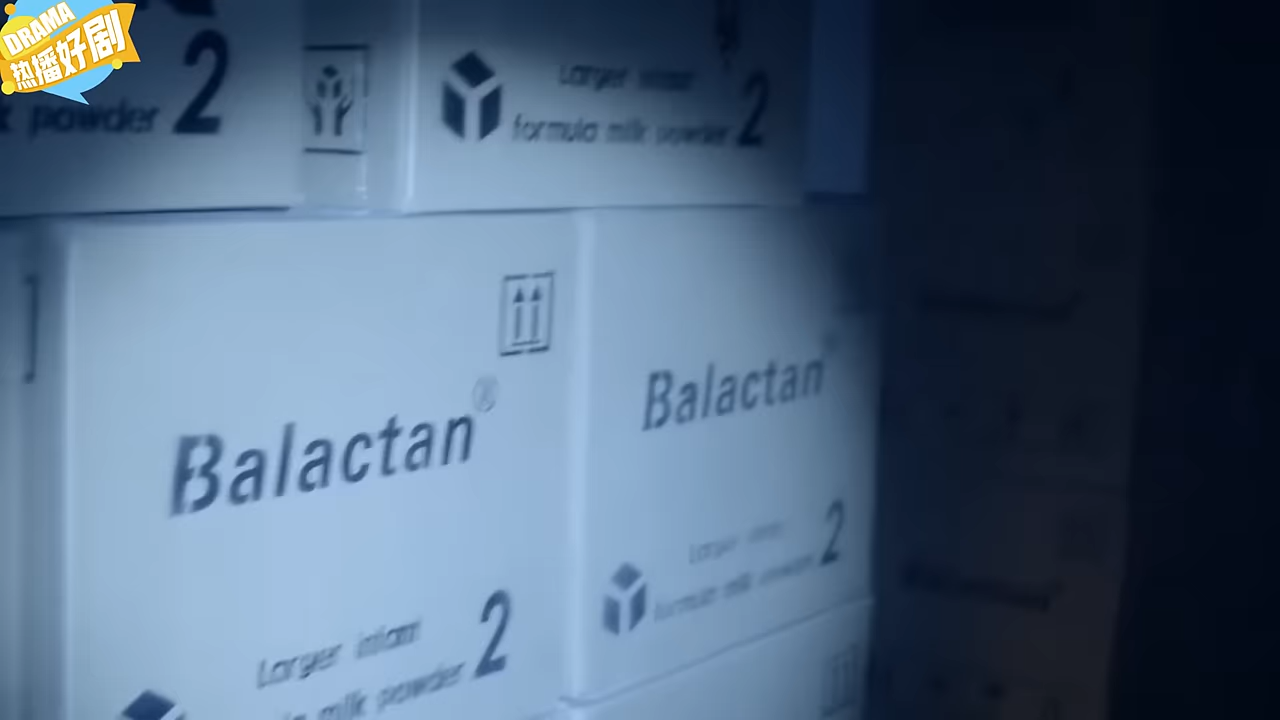 DRAMA
热播好剧
powder 2
Larger infant
formula milk powder 2
Balactan®
Larger infant
milk powder 2
Balactan
Larger infant
formula milk powder 2